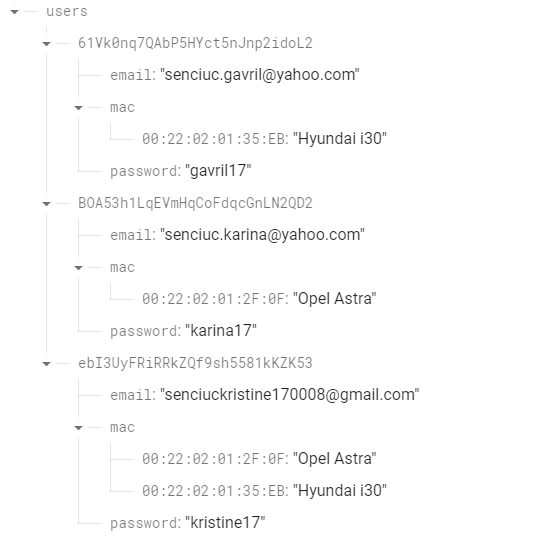 users
61Vk0nq7QAbP5HYct5nJnp2idoL2
email: "senciuc.gavril@yahoo.com"
mac
00:22:02:01:35:EB: "Hyundai i30"
password: "gavril17"
BOA53h1LqEVmHqCoFdqcGnLN2QD2
email: "senciuc.karina@yahoo.com"
mac
00:22:02:01:2F:0F: "Opel Astra"
password: "karina17"
ebI3UyFRiRRkZQf9sh5581kKZK53
email: "senciuckristine170008@gmail.com"
mac
00:22:02:01:2F:0F: "Opel Astra"
00:22:02:01:35:EB: "Hyundai i30"
password: "kristine17"